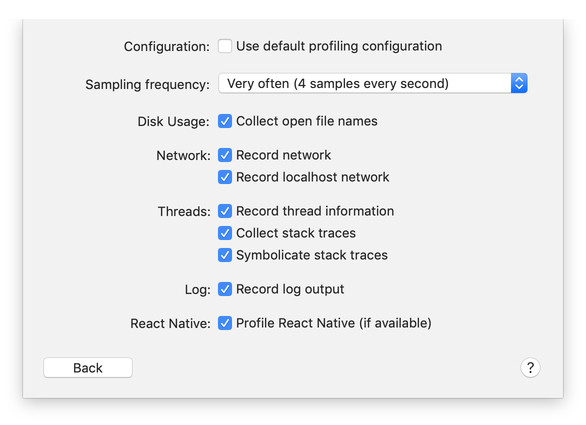 Configuration: Use default profiling configuration
Sampling frequency: Very often (4 samples every second)
Disk Usage: Collect open file names
Network: Record network
Record localhost network
Threads: Record thread information
Collect stack traces
Symbolicate stack traces
Log: Record log output
React Native: Profile React Native (if available)
Back ?